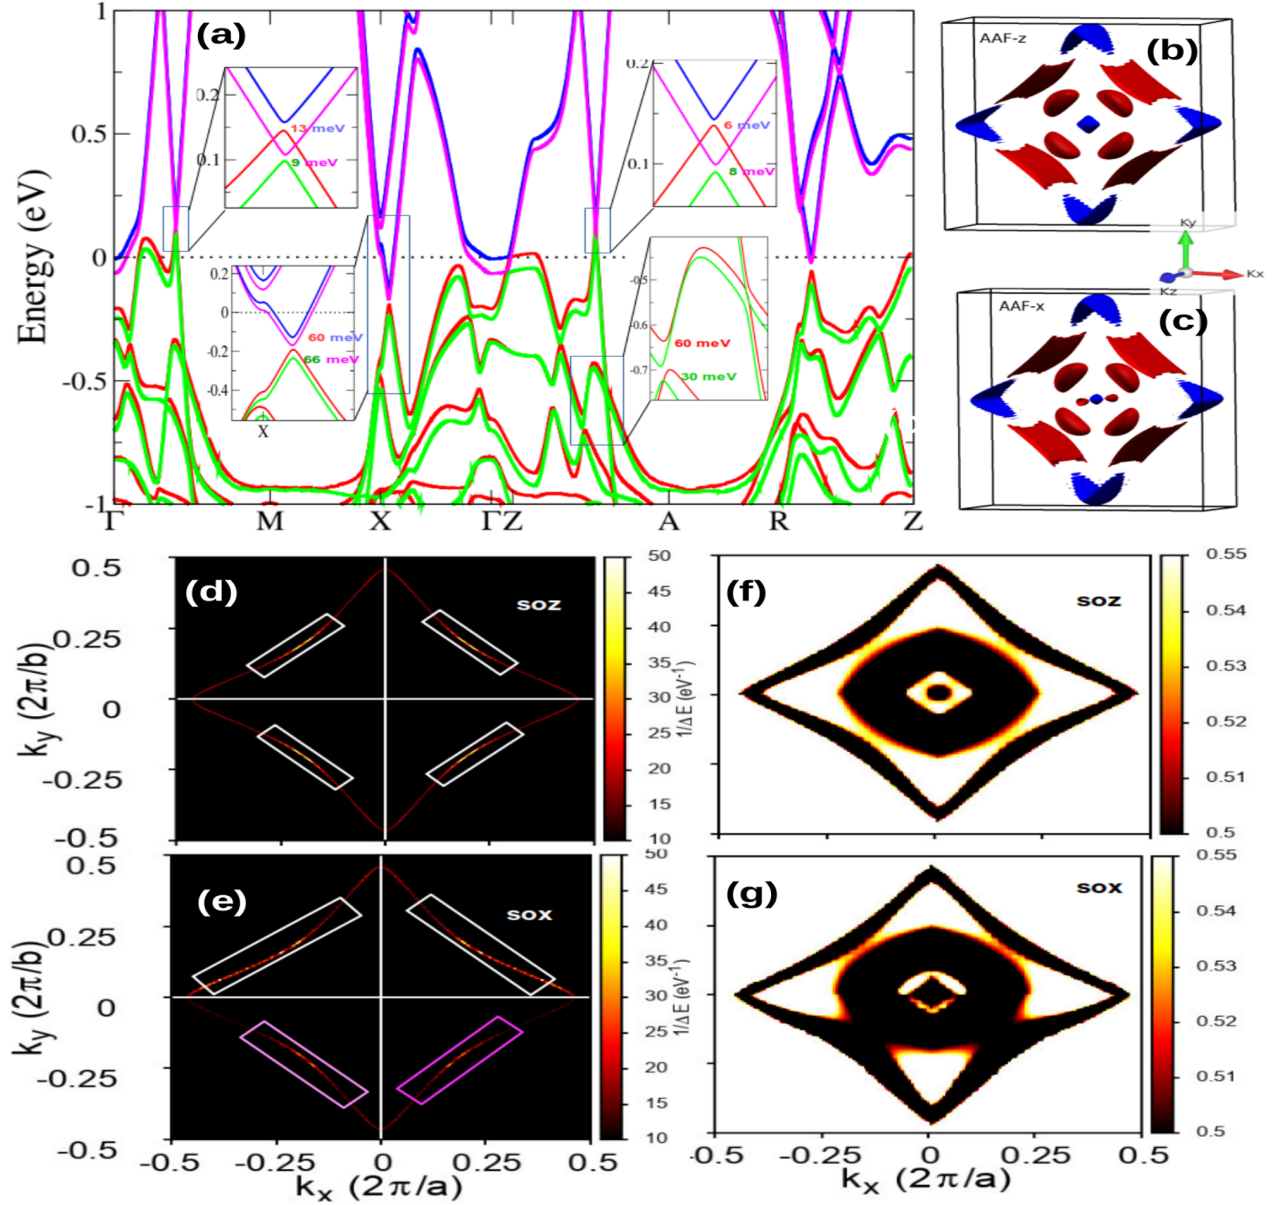 (a)
1
0.5
0
-0.5
-1
Energy (eV)
Γ M X Γ Z A R Z
0.2
0.1
13 meV
9 meV
0.2
0
-0.2
-0.4
60 meV
66 meV
X
0.2
0.1
6 meV
8 meV
-0.5
-0.6
-0.7
60 meV
30 meV
AAF-z
(b)
Ky
Kx
Kz
AAF-x
(c)
(d)
soz
0.5
0.25
0
-0.25
-0.5
ky (2π/b)
50
45
40
35
30
25
20
15
10
1/ΔE (eV-1)
(f)
soz
0.55
0.54
0.53
0.52
0.51
0.5
(e)
sox
0.5
0.25
0
-0.25
-0.5
ky (2π/b)
-0.5 -0.25 0 0.25 0.5
kx (2π/a)
50
45
40
35
30
25
20
15
10
1/ΔE (eV-1)
(g)
sox
0.55
0.54
0.53
0.52
0.51
0.5
-0.5 -0.25 0 0.25 0.5
kx (2π/a)